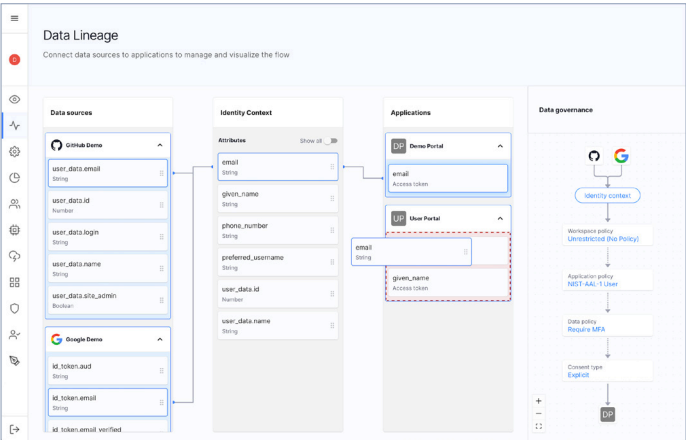 Data Lineage
Connect data sources to applications to manage and visualize the flow
D
Data sources
GitHub Demo
user_data.email
String
user_data.id
Number
user_data.login
String
user_data.name
String
user_data.site_admin
Boolean
Google Demo
id_token.aud
String
id_token.email
String
id_token.email_verified
Identity Context
Attributes
Show all
email
String
given_name
String
phone_number
String
preferred_username
String
user_data.id
Number
user_data.name
String
Applications
DP
Demo Portal
email
Access token
UP
User Portal
email
String
given_name
Access token
Data governance
Identity context
Workspace policy
Unrestricted (No Policy)
Application policy
NIST-AAL-1 User
Data policy
Require MFA
Consent type
Explicit
DP